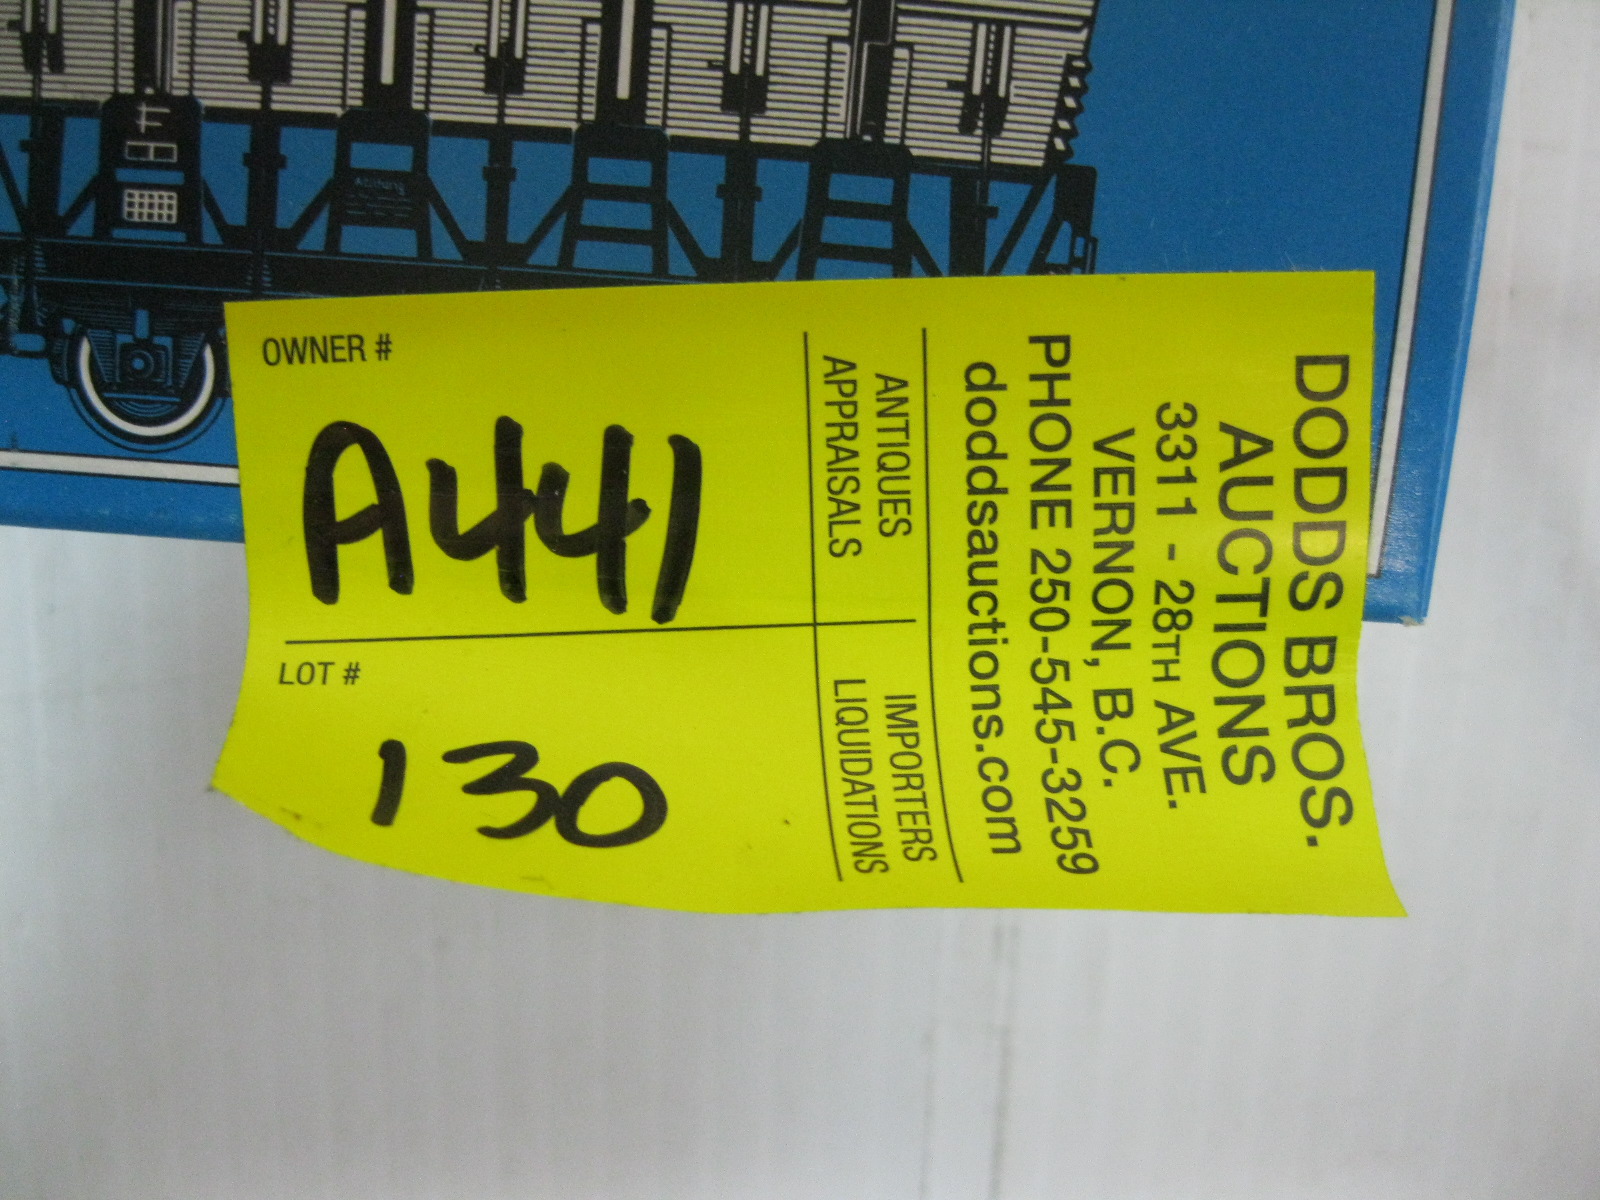 OWNER #
A441
LOT #
130
DODDS BROS.
AUCTIONS
3311 - 28TH AVE.
VERNON, B.C.
PHONE 250-545-3259
doddsauctions.com
ANTIQUES
APPRAISALS
IMPORTERS
LIQUIDATIONS